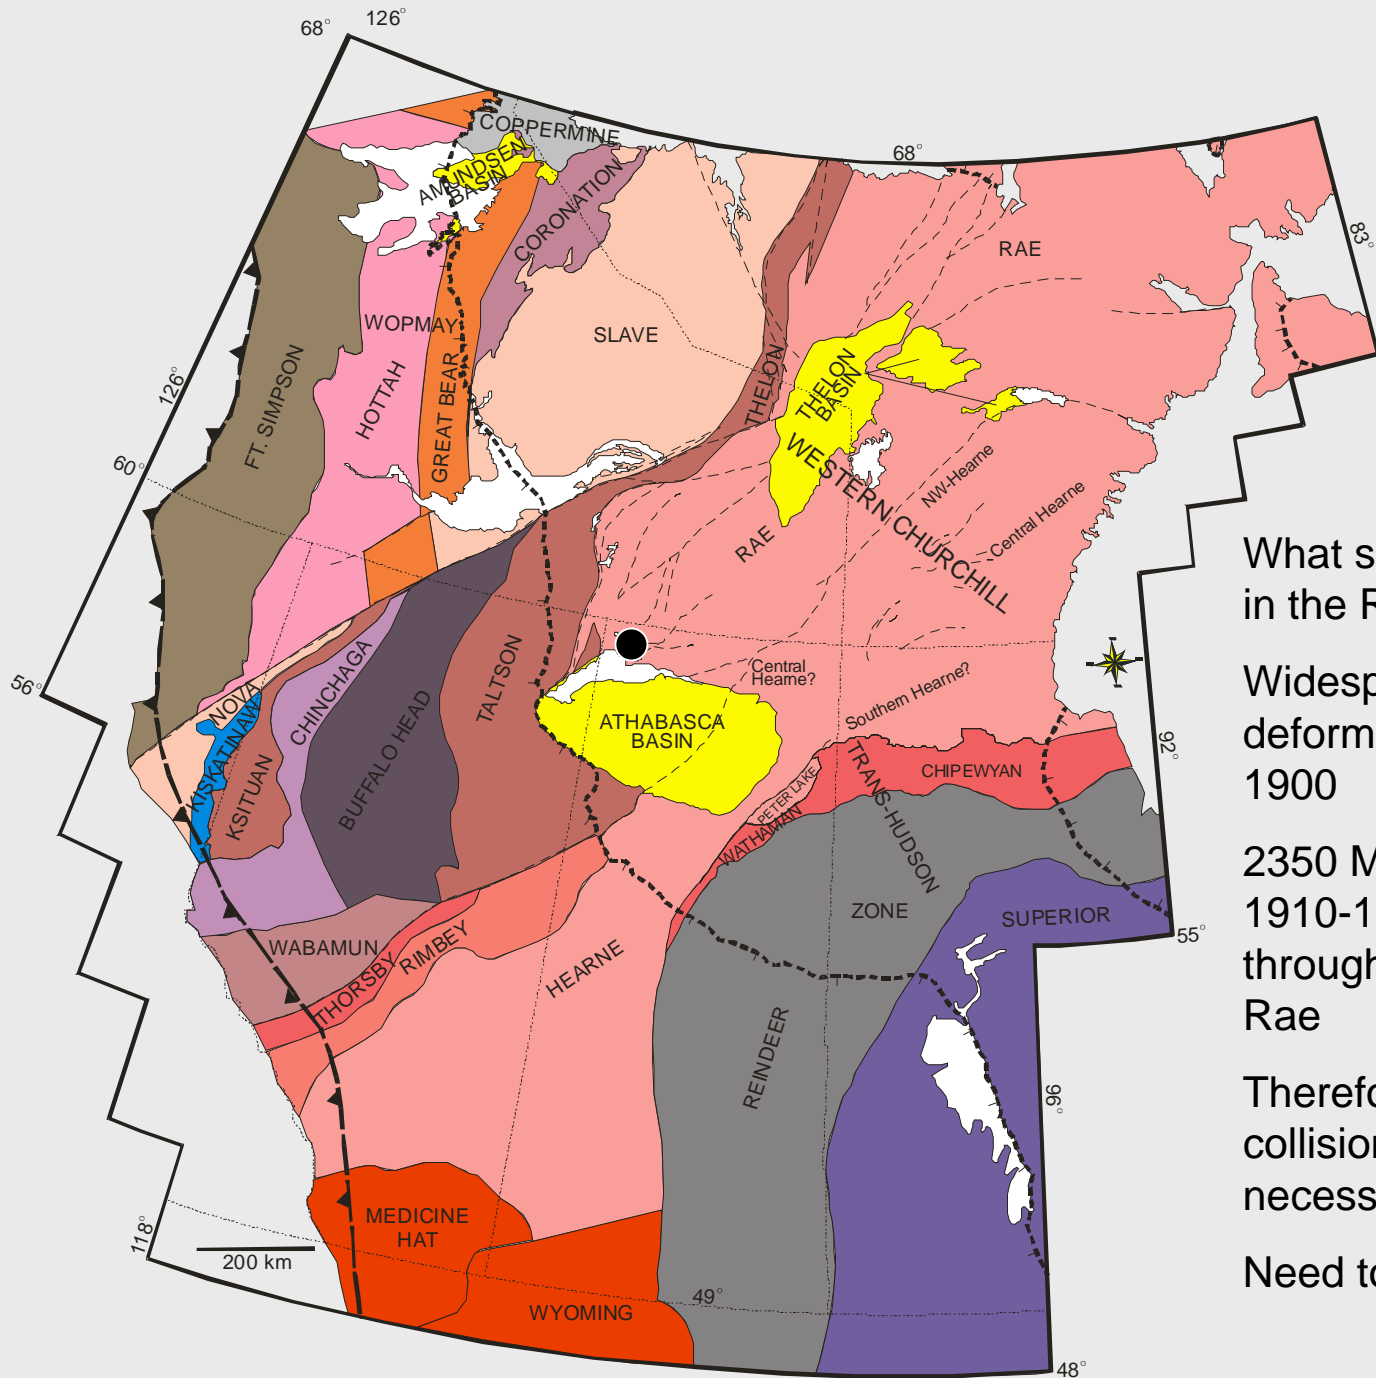 68°
126°
COPPERMINE
AMUNDSEN
BASIN
68°
CORONATION
RAE
83°
WOPMAY
SLAVE
126°
FT. SIMPSON
HOTTAH
GREAT BEAR
THELON
THELON
BASIN
WESTERN CHURCHILL
NW-Hearne
Central Hearne
60°
RAE
What s
in the R
56°
NOVA
CHINCHAGA
TALTSON
Central
Hearne?
Southern Hearne?
Widesp
deform
1900
KISKATINAW
KSITUAN
BUFFALO HEAD
ATHABASCA
BASIN
92°
CHIPEWYAN
PETER LAKE
WATHAMAN
TRANS-HUDSON
2350 M
1910-1
through
Rae
ZONE
SUPERIOR
55°
WABAMUN
THORSBY
RIMBEY
HEARNE
REINDEER
96°
Therefo
collision
necess
MEDICINE
HAT
118°
200 km
Need to
49°
WYOMING
48°